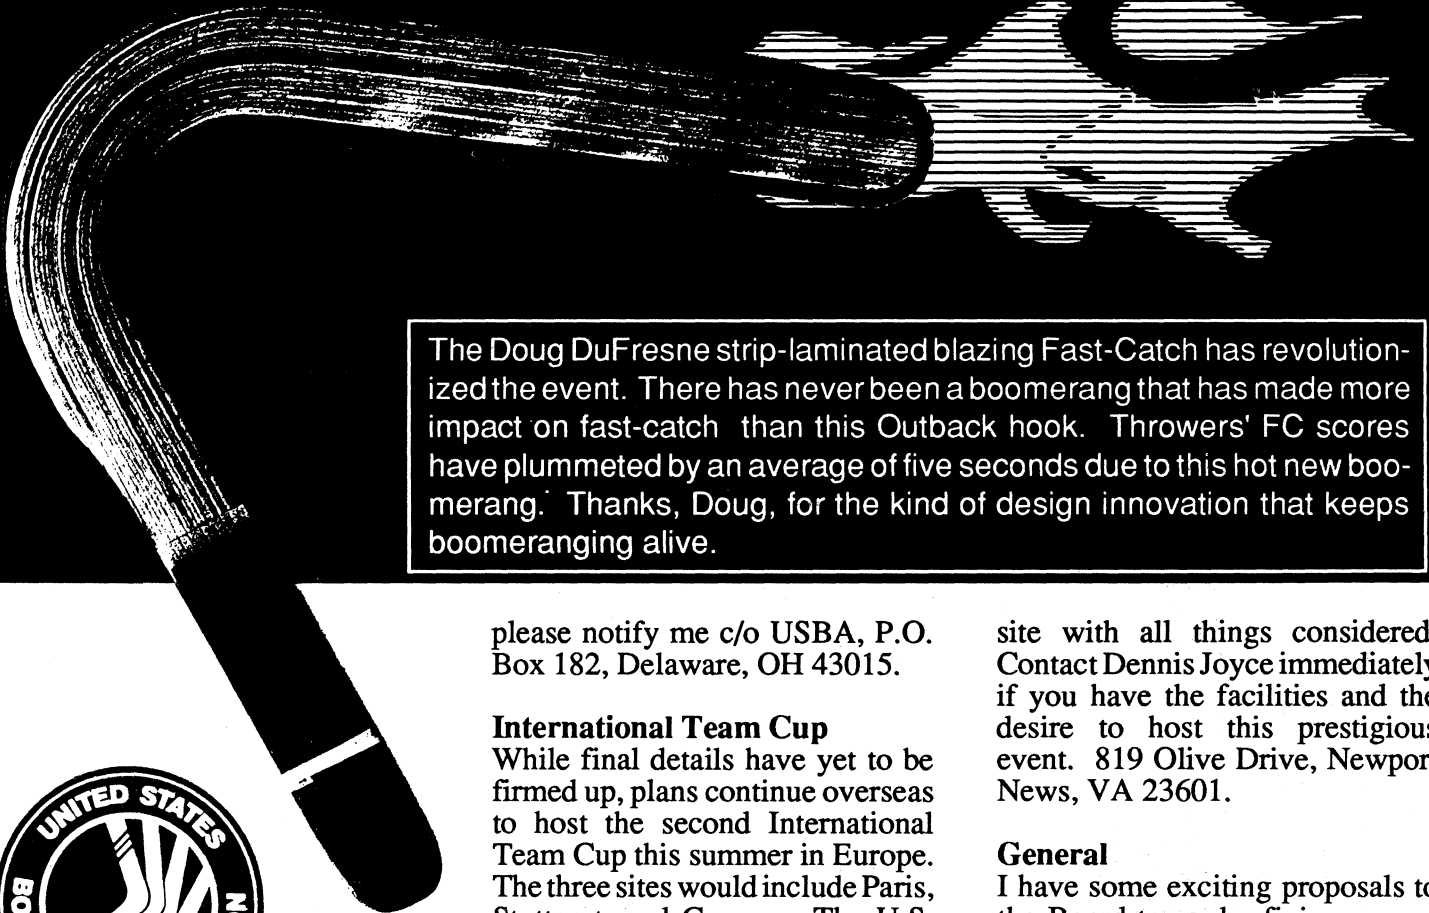 The Doug DuFresne strip-laminated blazing Fast-Catch has revolution-
ized the event. There has never been a boomerang that has made more
impact on fast-catch than this Outback hook. Throwers' FC scores
have plummeted by an average of five seconds due to this hot new boo-
merang. Thanks, Doug, for the kind of design innovation that keeps
boomeranging alive.
please notify me c/o USBA, P.O.
Box 182, Delaware, OH 43015.
International Team Cup
While final details have yet to be
firmed up, plans continue overseas
to host the second International
Team Cup this summer in Europe.
The three sites would include Paris,
site with all things considered
Contact Dennis Joyce immediately
if you have the facilities and the
desire to host this prestigious
event. 819 Olive Drive, Newpor
News, VA 23601.
General
I have some exciting proposals to
UNITED STATES
BO